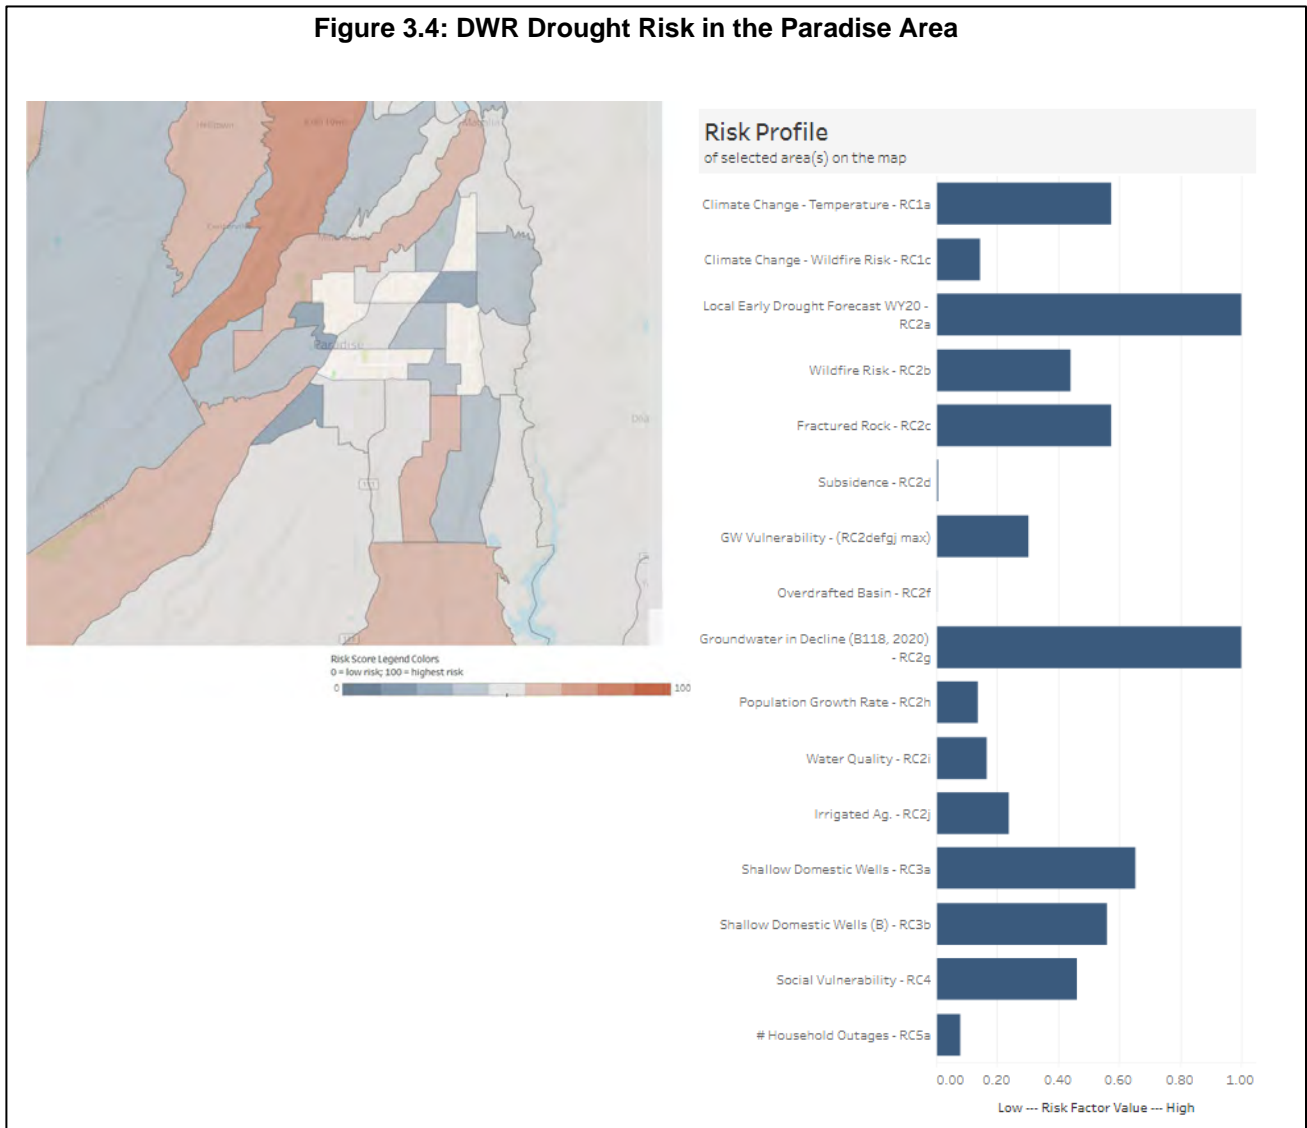 Figure 3.4: DWR Drought Risk in the Paradise Area
Helltown
Magalia
Paradise
Risk Score Legend Colors
0 = low risk; 100 = highest risk
0
100
Risk Profile
of selected area(s) on the map
Climate Change - Temperature - RC1a
Climate Change - Wildfire Risk - RC1c
Local Early Drought Forecast WY20 -
RC2a
Wildfire Risk - RC2b
Fractured Rock - RC2c
Subsidence - RC2d
GW Vulnerability - (RC2defgj max)
Overdrafted Basin - RC2f
Groundwater in Decline (B118, 2020)
- RC2g
Population Growth Rate - RC2h
Water Quality - RC2i
Irrigated Ag. - RC2j
Shallow Domestic Wells - RC3a
Shallow Domestic Wells (B) - RC3b
Social Vulnerability - RC4
# Household Outages - RC5a
0.00 0.20 0.40 0.60 0.80 1.00
Low --- Risk Factor Value --- High